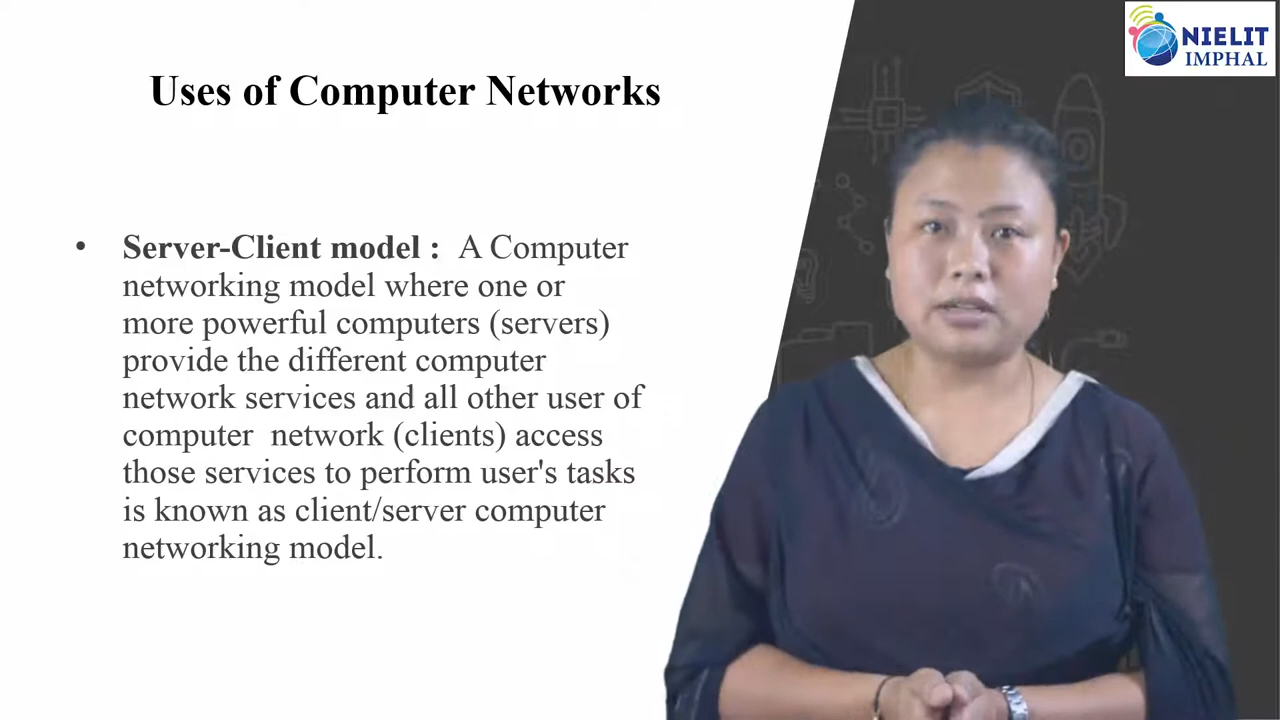 NIELIT
IMPHAL
Uses of Computer Networks
• Server-Client model : A Computer
networking model where one or
more powerful computers (servers)
provide the different computer
network services and all other user of
computer network (clients) access
those services to perform user's tasks
is known as client/server computer
networking model.